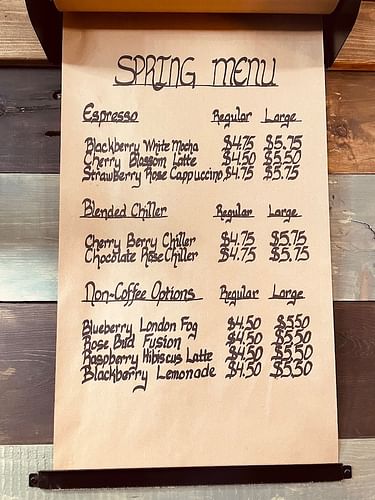 SPRING MENU
Espresso Regular Large
Blackberry White Mocha $4.75 $5.75
Cherry Blossom Latte $4.50 $5.50
Strawberry Rose Cappuccino $4.75 $5.75
Blended Chiller Regular Large
Cherry Berry Chiller $4.75 $5.75
Chocolate Rose Chiller $4.75 $5.75
Non-Coffee Options Regular Large
Blueberry London Fog $4.50 $5.50
Rose Bird Fusion $4.50 $5.50
Raspberry Hibiscus Latte $4.50 $5.50
Blackberry Lemonade $4.50 $5.50